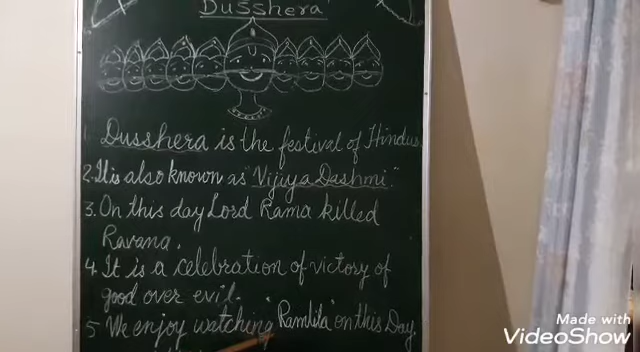 Dusshera
1. Dusshera is the festival of Hindus
2. It is also known as "Vijiya Dashmi."
3. On this day Lord Rama killed
Ravana.
4. It is a celebration of victory of
good over evil.
5 We enjoy watching "Ramlila" on this Day.
Made with
VideoShow